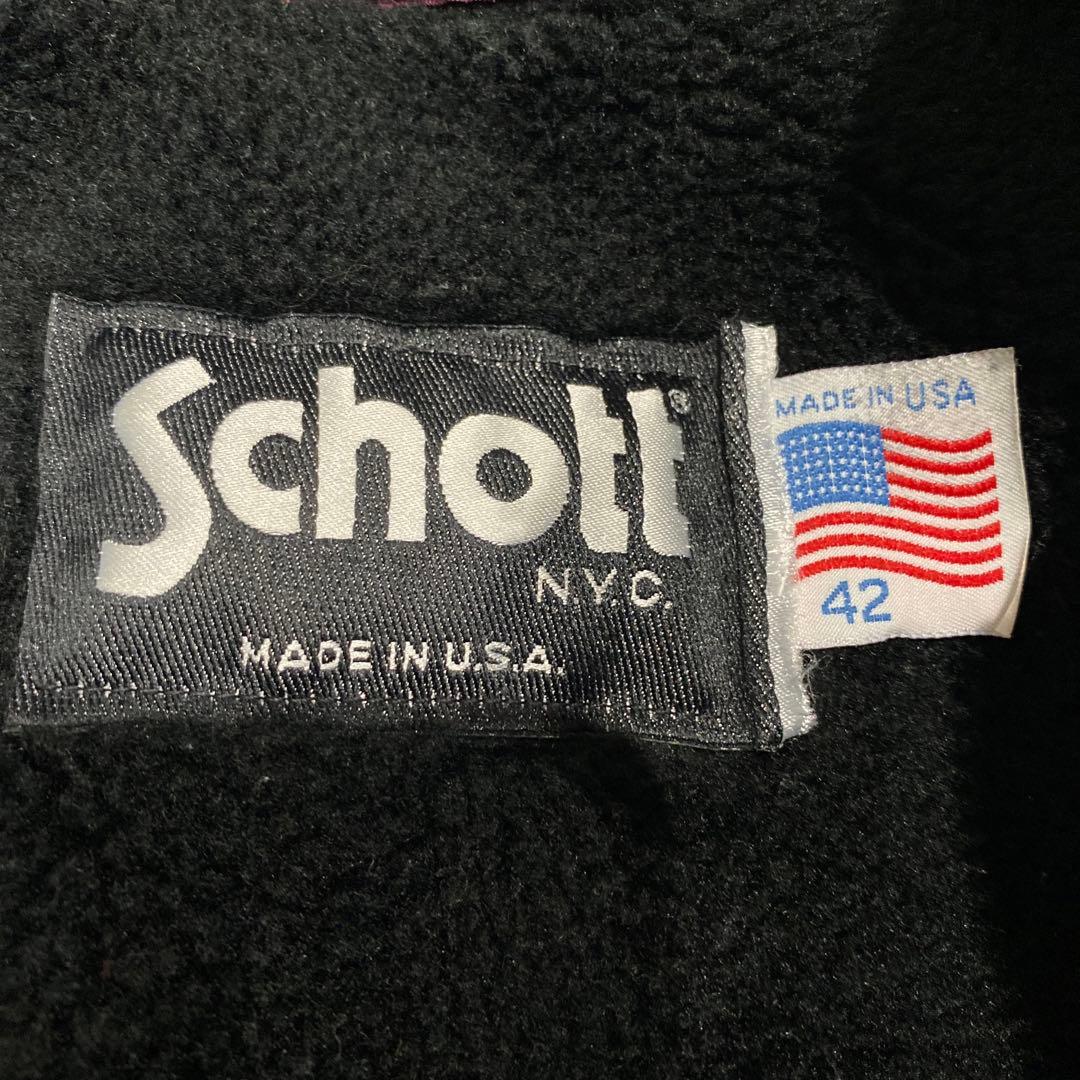 Schott®
N.Y.C.
MADE IN U.S.A.
MADE IN USA
42